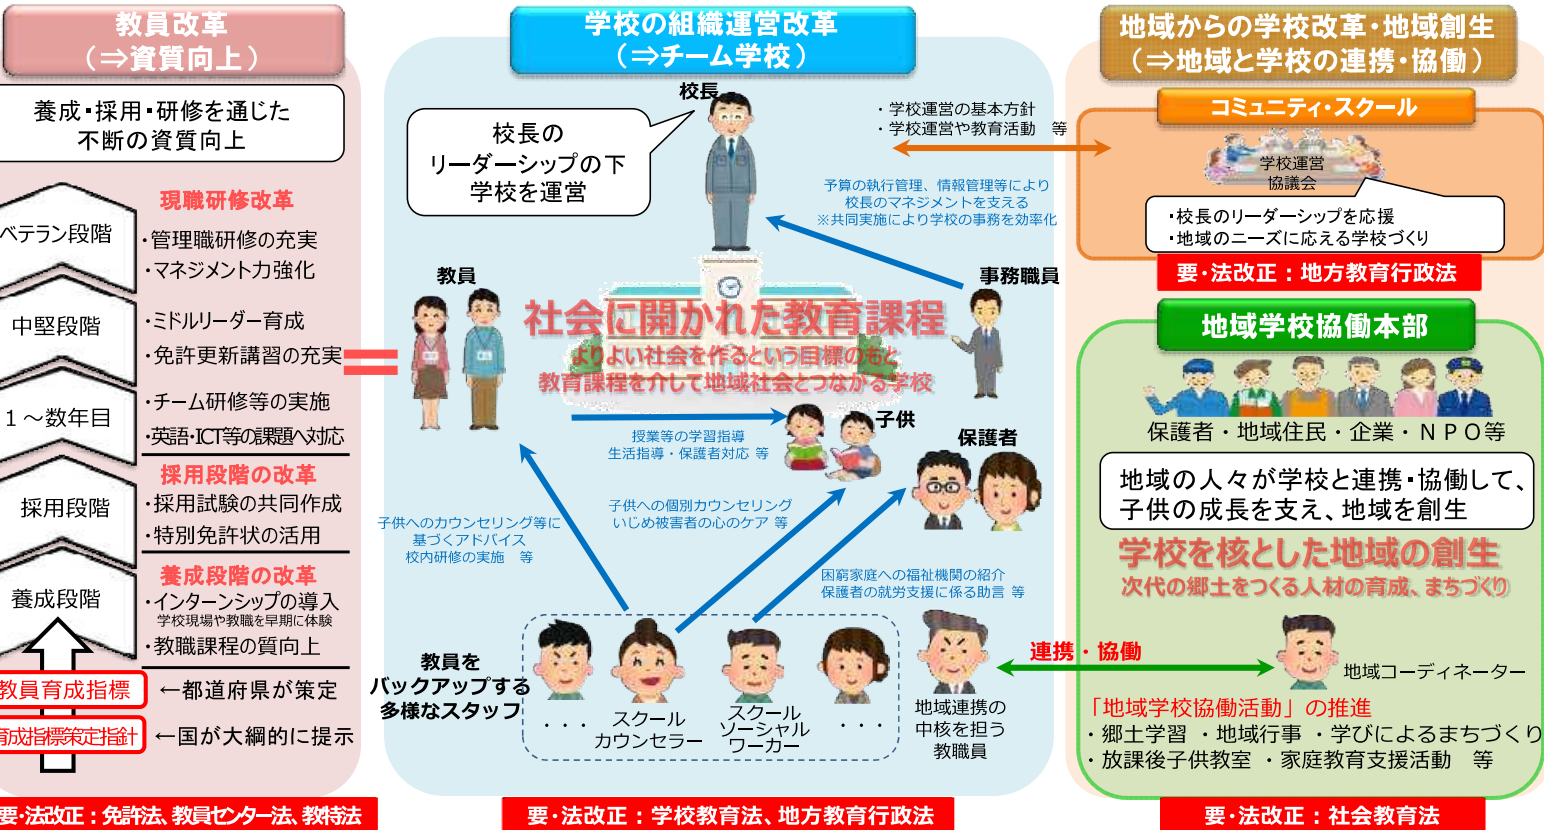 教員改革
(⇒資質向上)
養成・採用・研修を通じた
不断の資質向上
現職研修改革
ベテラン段階
・管理職研修の充実
・マネジメント力強化
中堅段階
・ミドルリーダー育成
・免許更新講習の充実
1～数年目
・チーム研修等の実施
・英語・ICT等の課題へ対応
採用段階の改革
採用段階
・採用試験の共同作成
・特別免許状の活用
養成段階の改革
養成段階
・インターンシップの導入
学校現場や教職を早期に体験
・教職課程の質向上
教員育成指標
←都道府県が策定
育成指標策定指針
←国が大綱的に提示
要・法改正：免許法、教員センター法、教特法
＝
学校の組織運営改革
(⇒チーム学校)
校長
校長の
リーダーシップの下
学校を運営
・学校運営の基本方針
・学校運営や教育活動　等
予算の執行管理、情報管理等により
校長のマネジメントを支える
※共同実施により学校の事務を効率化
教員
事務職員
社会に開かれた教育課程
よりよい社会を作るという目標のもと
教育課程を介して地域社会とつながる学校
子供
授業等の学習指導
生活指導・保護者対応 等
保護者
子供へのカウンセリング等に
基づくアドバイス
校内研修の実施　等
子供への個別カウンセリング
いじめ被害者の心のケア 等
困窮家庭への福祉機関の紹介
保護者の就労支援に係る助言 等
教員を
バックアップする
多様なスタッフ
・・・
スクール
カウンセラー
スクール
ソーシャル
ワーカー
・・・
地域連携の
中核を担う
教職員
連携・協働
要・法改正：学校教育法、地方教育行政法
地域からの学校改革・地域創生
(⇒地域と学校の連携・協働)
コミュニティ・スクール
学校運営
協議会
・校長のリーダーシップを応援
・地域のニーズに応える学校づくり
要・法改正：地方教育行政法
地域学校協働本部
保護者・地域住民・企業・ＮＰＯ等
地域の人々が学校と連携・協働して、
子供の成長を支え、地域を創生
学校を核とした地域の創生
次代の郷土をつくる人材の育成、まちづくり
地域コーディネーター
「地域学校協働活動」の推進
・郷土学習 ・地域行事 ・学びによるまちづくり
・放課後子供教室 ・家庭教育支援活動　等
要・法改正：社会教育法